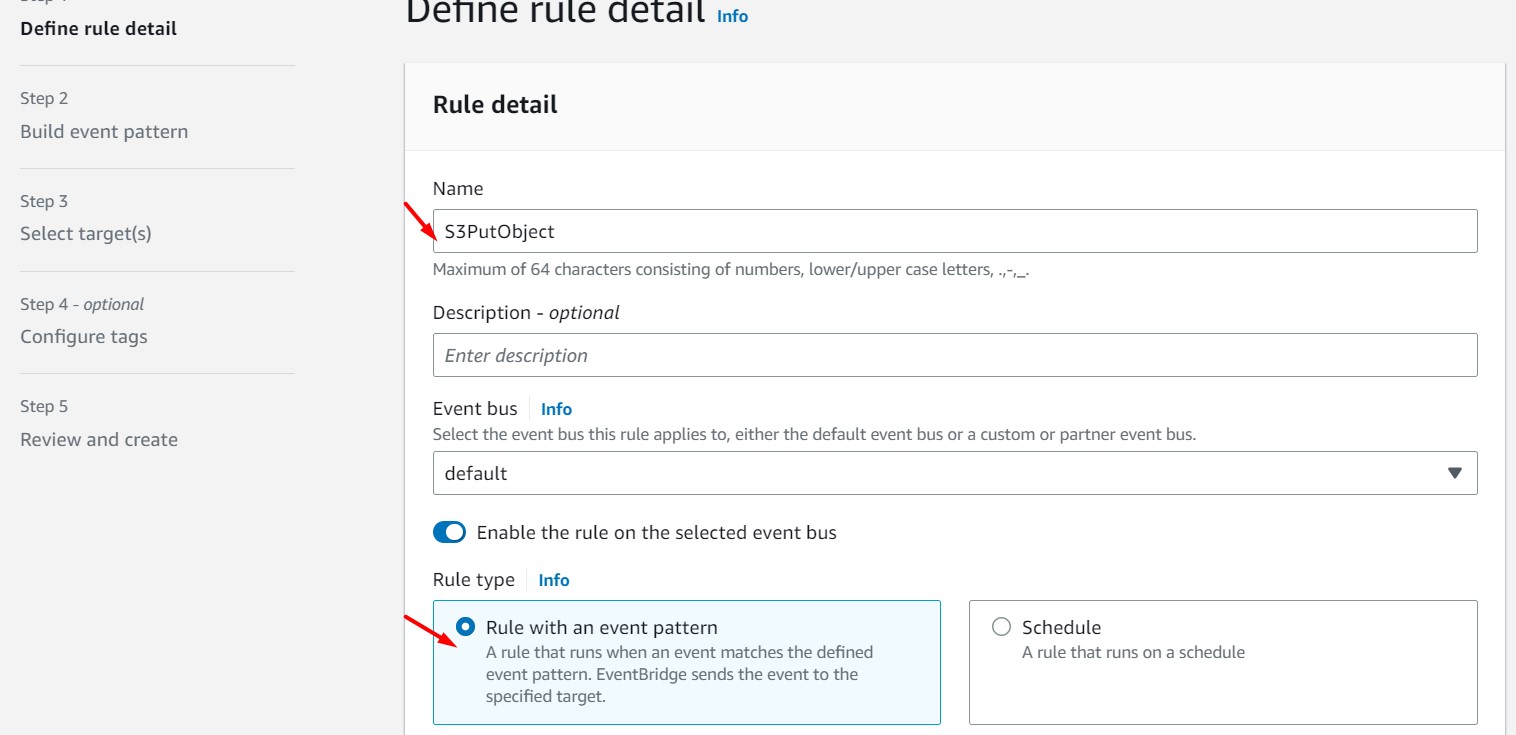 Define rule detail
Step 2
Build event pattern
Step 3
Select target(s)
Step 4 - optional
Configure tags
Step 5
Review and create
Define rule detail Info
Rule detail
Name
S3PutObject
Maximum of 64 characters consisting of numbers, lower/upper case letters, .,-,_.
Description - optional
Enter description
Event bus Info
Select the event bus this rule applies to, either the default event bus or a custom or partner event bus.
default
Enable the rule on the selected event bus
Rule type Info
Rule with an event pattern
A rule that runs when an event matches the defined
event pattern. EventBridge sends the event to the
specified target.
Schedule
A rule that runs on a schedule